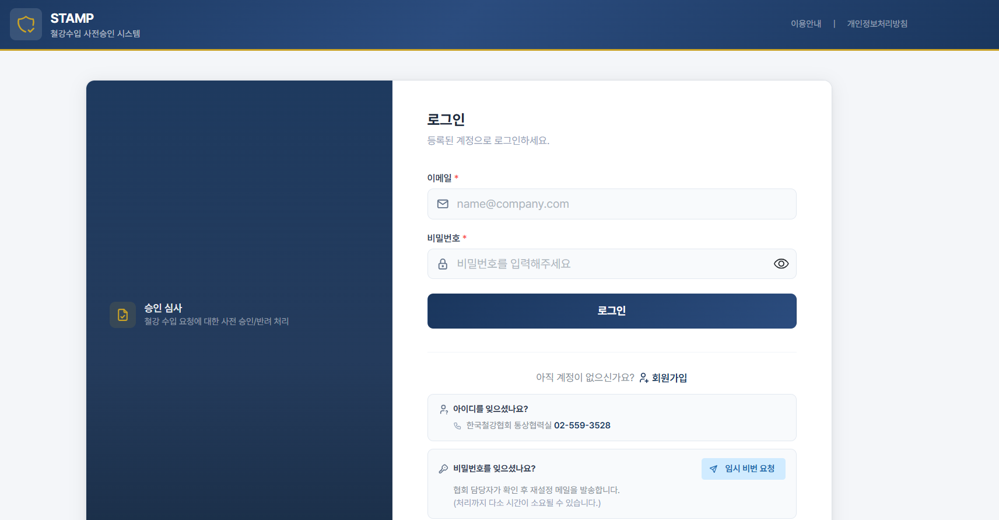 STAMP
철강수입 사전승인 시스템
이용안내 | 개인정보처리방침
승인 심사
철강 수입 요청에 대한 사전 승인/반려 처리
로그인
등록된 계정으로 로그인하세요.
이메일 *
name@company.com
비밀번호 *
비밀번호를 입력해주세요
로그인
아직 계정이 없으신가요? 회원가입
아이디를 잊으셨나요?
한국철강협회 통상협력실 02-559-3528
비밀번호를 잊으셨나요?
임시 비번 요청
협회 담당자가 확인 후 재설정 메일을 발송합니다.
(처리까지 다소 시간이 소요될 수 있습니다.)